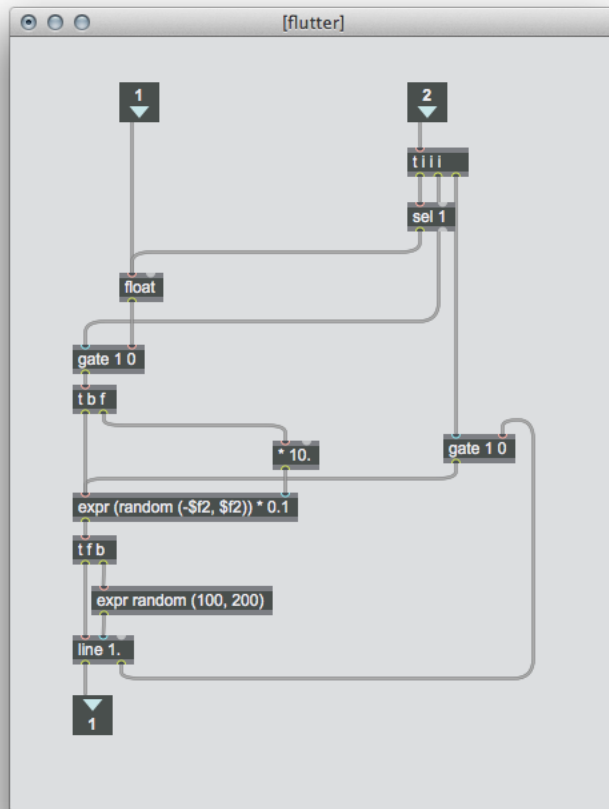 [flutter]
1
2
t i i i
sel 1
float
gate 1 0
t b f
* 10.
gate 1 0
expr (random (-$f2, $f2)) * 0.1
t f b
expr random (100, 200)
line 1.
1